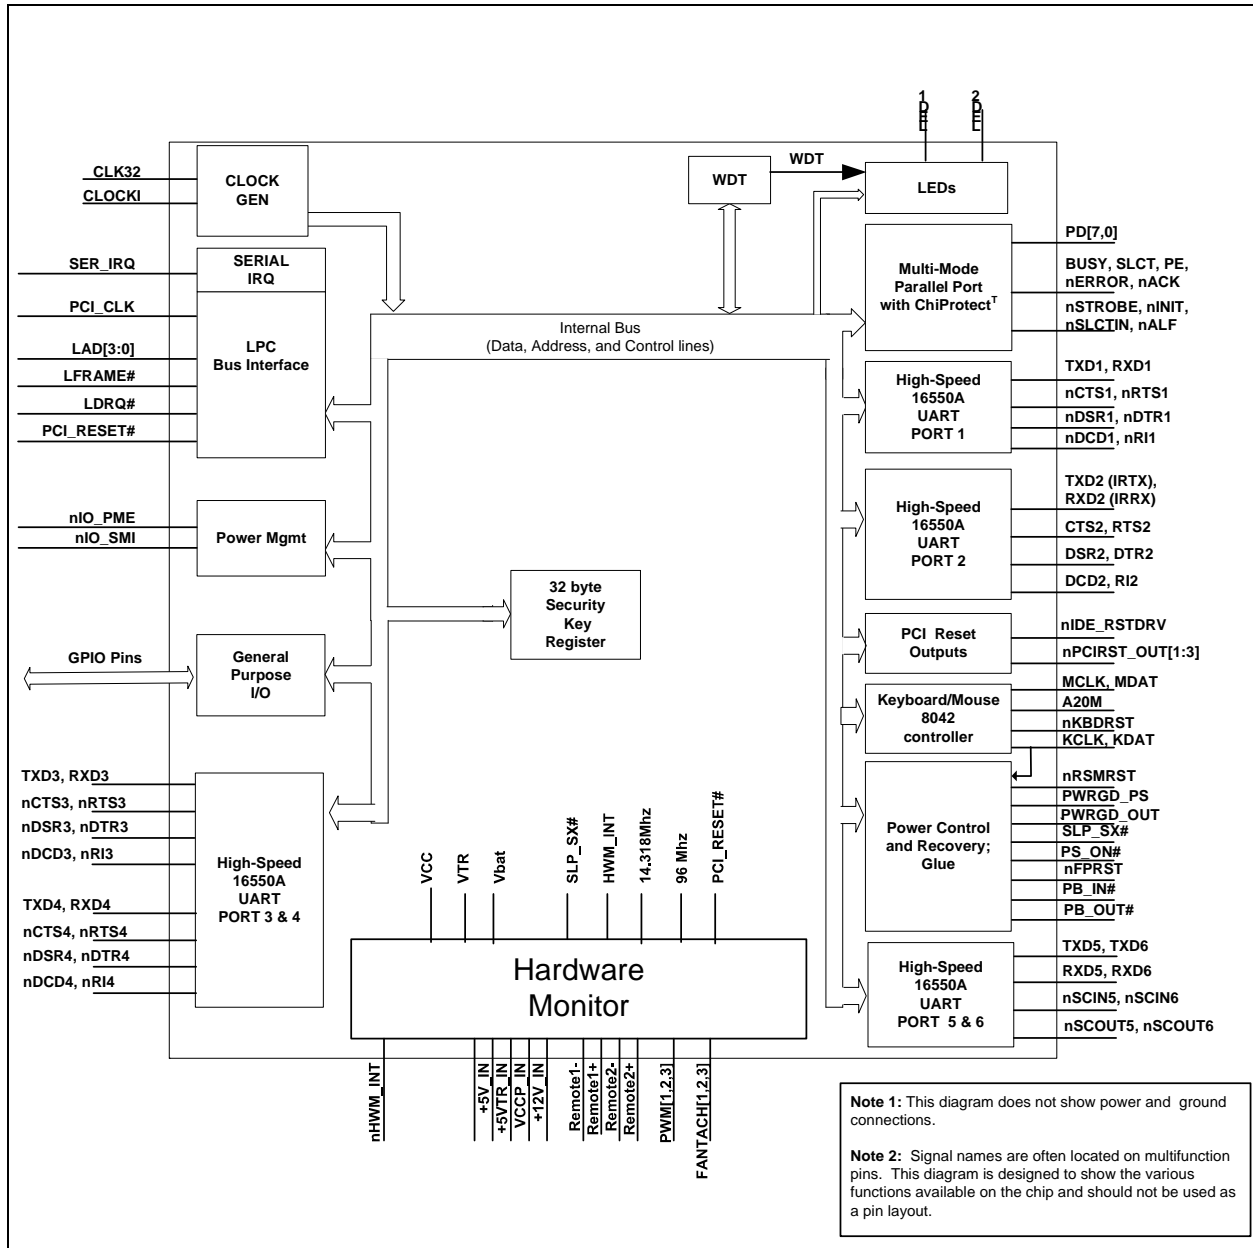 LED1
LED2
CLK32
CLOCKI
CLOCK
GEN
WDT
WDT
LEDs
SER_IRQ
SERIAL
IRQ
PCI_CLK
LPC
Bus Interface
LAD[3:0]
LFRAME#
LDRQ#
PCI_RESET#
Internal Bus
(Data, Address, and Control lines)
Multi-Mode
Parallel Port
with ChiProtectT
PD[7,0]
BUSY, SLCT, PE,
nERROR, nACK
nSTROBE, nINIT,
nSLCTIN, nALF
High-Speed
16550A
UART
PORT 1
TXD1, RXD1
nCTS1, nRTS1
nDSR1, nDTR1
nDCD1, nRI1
nIO_PME
nIO_SMI
Power Mgmt
High-Speed
16550A
UART
PORT 2
TXD2 (IRTX),
RXD2 (IRRX)
CTS2, RTS2
DSR2, DTR2
DCD2, RI2
32 byte
Security
Key
Register
GPIO Pins
General
Purpose
I/O
PCI Reset
Outputs
nIDE_RSTDRV
nPCIRST_OUT[1:3]
Keyboard/Mouse
8042
controller
MCLK, MDAT
A20M
nKBDRST
KCLK, KDAT
TXD3, RXD3
nCTS3, nRTS3
nDSR3, nDTR3
nDCD3, nRI3
TXD4, RXD4
nCTS4, nRTS4
nDSR4, nDTR4
nDCD4, nRI4
High-Speed
16550A
UART
PORT 3 & 4
Power Control
and Recovery;
Glue
nRSMRST
PWRGD_PS
PWRGD_OUT
SLP_SX#
PS_ON#
nFPRST
PB_IN#
PB_OUT#
VCC
VTR
Vbat
SLP_SX#
HWM_INT
14.318Mhz
96 Mhz
PCI_RESET#
Hardware
Monitor
High-Speed
16550A
UART
PORT 5 & 6
TXD5, TXD6
RXD5, RXD6
nSCIN5, nSCIN6
nSCOUT5, nSCOUT6
nHWM_INT
+5V_IN
+5VTR_IN
VCCP_IN
+12V_IN
Remote1-
Remote1+
Remote2-
Remote2+
PWM[1,2,3]
FANTACH[1,2,3]
Note 1: This diagram does not show power and ground
connections.
Note 2: Signal names are often located on multifunction
pins. This diagram is designed to show the various
functions available on the chip and should not be used as
a pin layout.